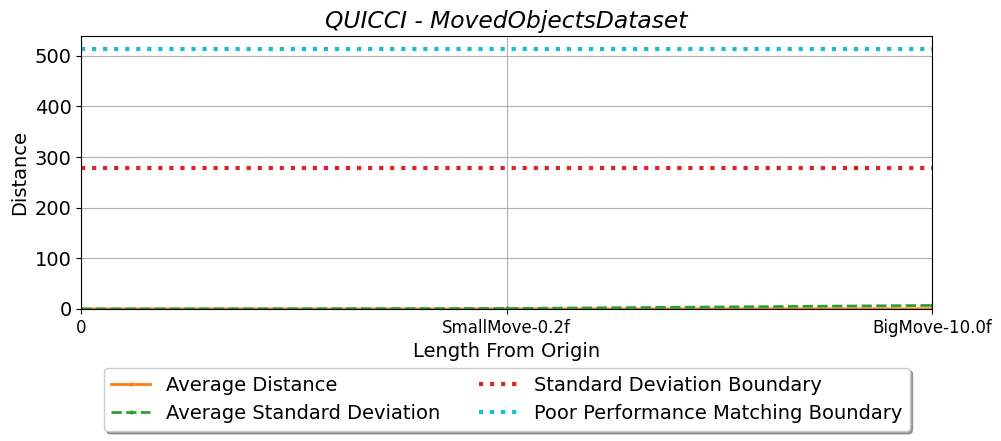 QUICCI - MovedObjectsDataset
500
400
300
200
100
0
Distance
0 SmallMove-0.2f BigMove-10.0f
Length From Origin
Average Distance
Average Standard Deviation
Standard Deviation Boundary
Poor Performance Matching Boundary